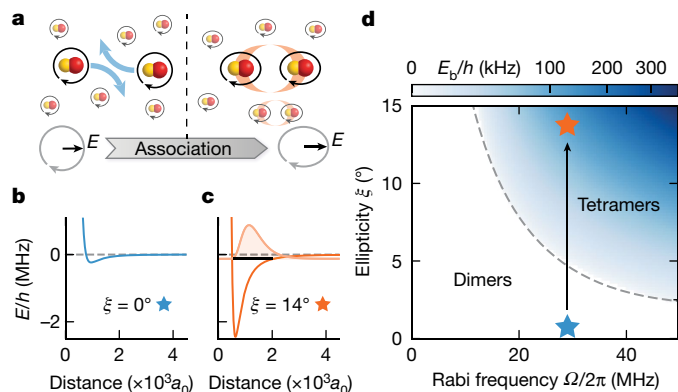 a
E
Association
E
b
c
E/h (MHz)
0
−2
ξ = 0°
ξ = 14°
0
2
4
0
2
4
Distance (×10³a₀)
Distance (×10³a₀)
d
0
E_b/h (kHz)
100
200
300
Ellipticity ξ (°)
15
10
5
0
Tetramers
Dimers
0
20
40
Rabi frequency Ω/2π (MHz)